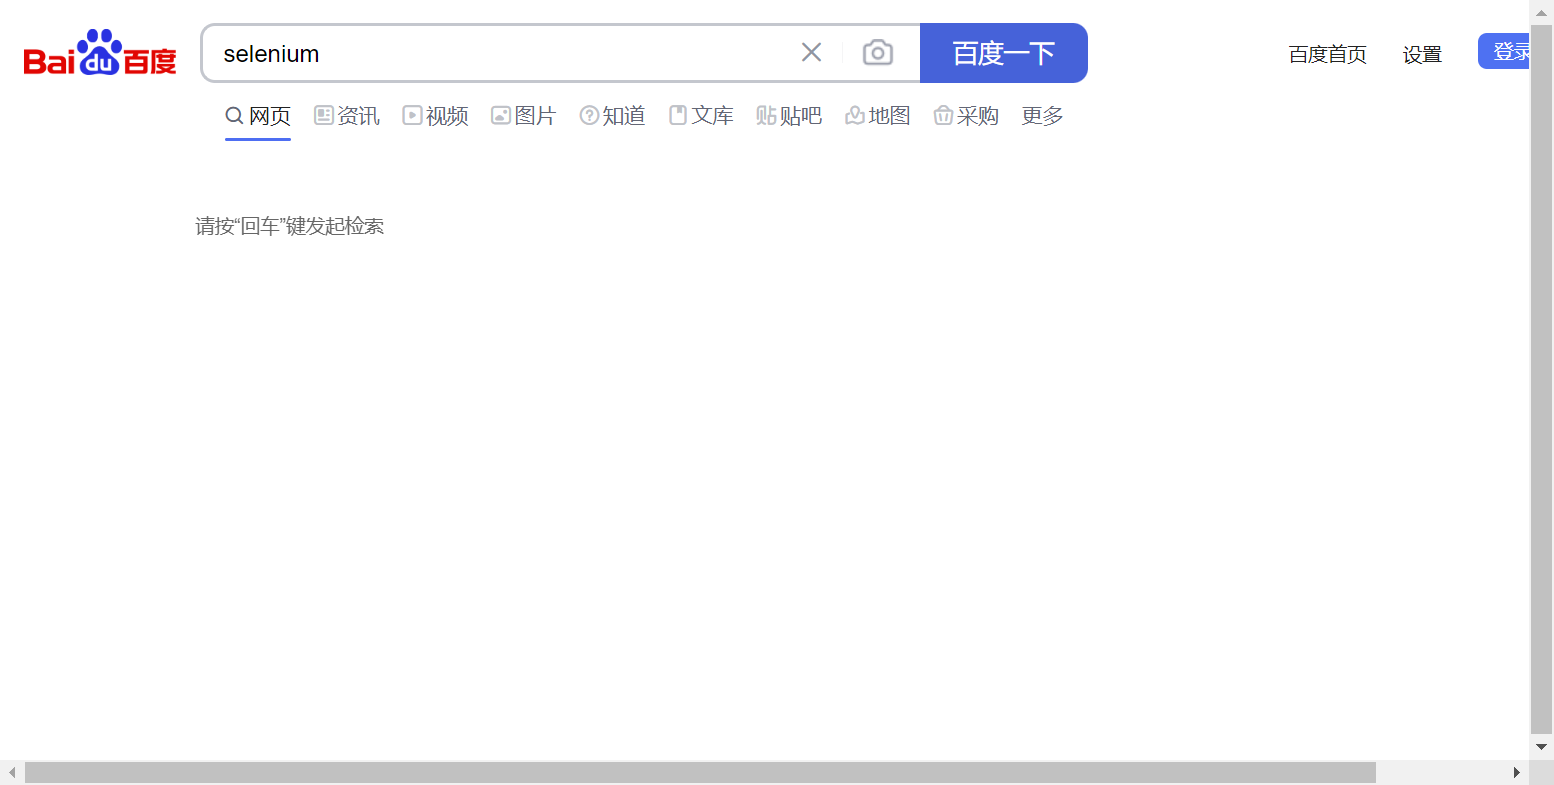 Bai du 百度 selenium 百度一下 百度首页 设置 登录
网页 资讯 视频 图片 知道 文库 贴 贴吧 地图 采购 更多
请按“回车”键发起检索